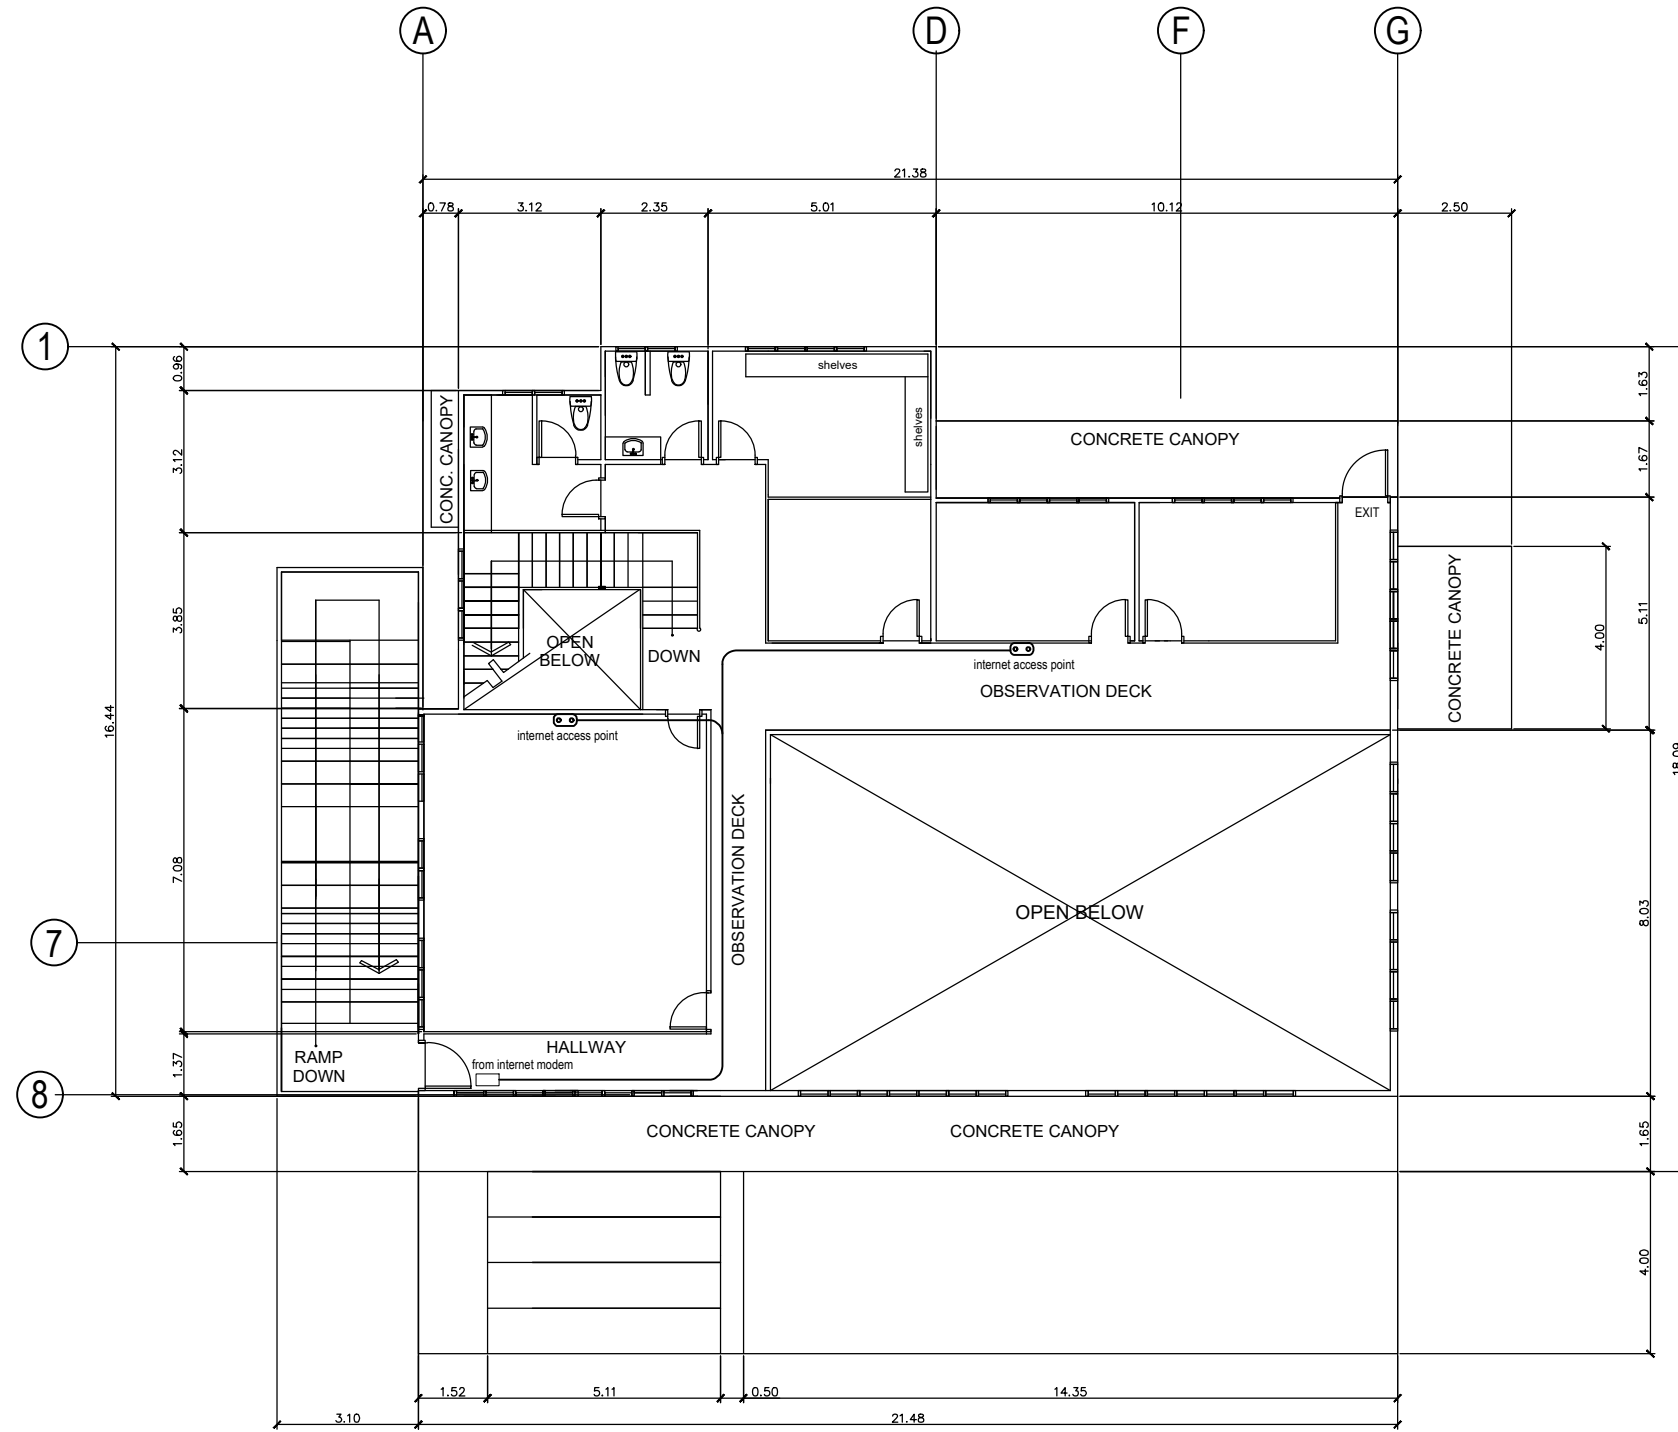 A
D
F
G
21.38
0.78
3.12
2.35
5.01
10.12
2.50
1
0.96
shelves
shelves
1.63
CONC. CANOPY
CONCRETE CANOPY
3.12
1.67
EXIT
3.85
OPEN
BELOW
DOWN
internet access point
OBSERVATION DECK
CONCRETE CANOPY
4.00
5.11
16.44
internet access point
18.09
7.08
OBSERVATION DECK
OPEN BELOW
8.03
7
HALLWAY
from internet modem
RAMP
DOWN
1.37
8
1.65
CONCRETE CANOPY
CONCRETE CANOPY
1.65
4.00
1.52
5.11
0.50
14.35
3.10
21.48